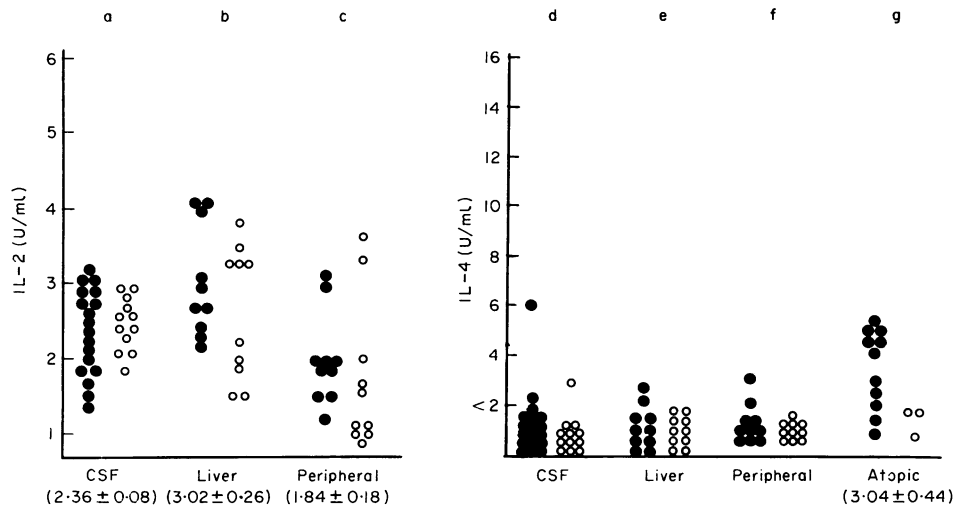 a b c d e f g
6
5
4
3
2
1
IL-2 (U/ml)
CSF Liver Peripheral
(2·36 ± 0·08) (3·02 ± 0·26) (1·84 ± 0·18)
16
14
12
10
8
6
4
<2
IL-4 (U/ml)
CSF Liver Peripheral Atopic
(3·04 ± 0·44)